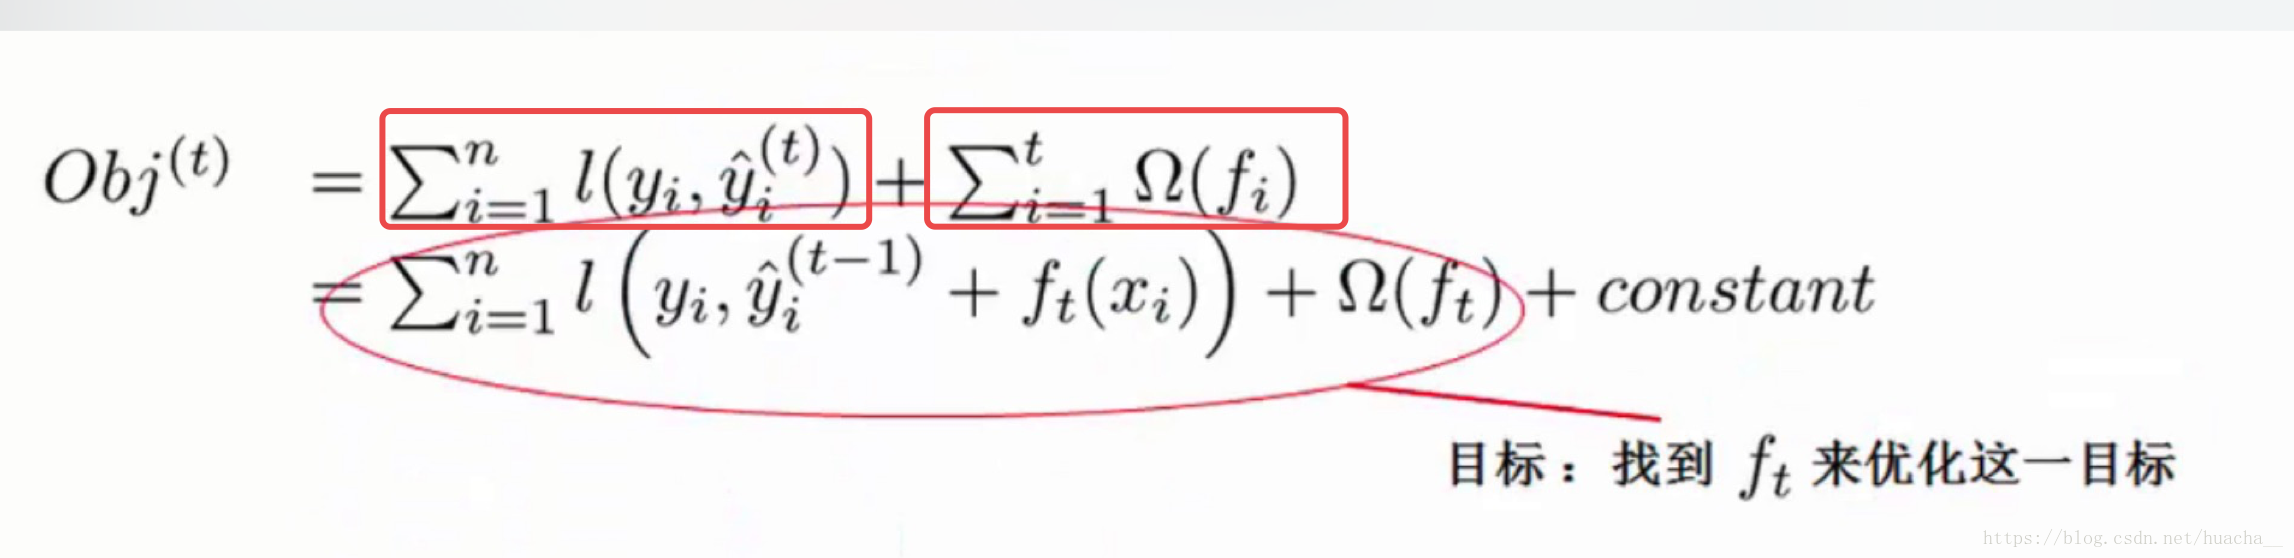 Obj^{(t)} = \sum_{i=1}^{n} l(y_i, \hat{y}_i^{(t)}) + \sum_{i=1}^{t} \Omega(f_i)
= \sum_{i=1}^{n} l\left(y_i, \hat{y}_i^{(t-1)} + f_t(x_i)\right) + \Omega(f_t) + constant
目标：找到 f_t 来优化这一目标
https://blog.csdn.net/huacha__